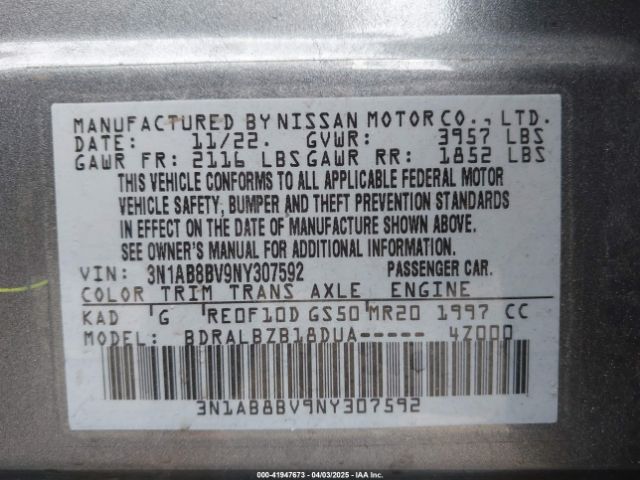 MANUFACTURED BY NISSAN MOTOR CO., LTD.
DATE: 11/22. GVWR: 3957 LBS
GAWR FR: 2116 LBS GAWR RR: 1852 LBS
THIS VEHICLE CONFORMS TO ALL APPLICABLE FEDERAL MOTOR
VEHICLE SAFETY, BUMPER AND THEFT PREVENTION STANDARDS
IN EFFECT ON THE DATE OF MANUFACTURE SHOWN ABOVE.
SEE OWNER'S MANUAL FOR ADDITIONAL INFORMATION.
VIN: 3N1AB8BV9NY307592 PASSENGER CAR.
COLOR TRIM TRANS AXLE ENGINE
KAD G RE0F10D GS50 MR20 1997 CC
MODEL: BDRALBZB18DUA----- 4Z000
3N1AB8BV9NY307592
000-41947673 - 04/03/2025 - IAA Inc.